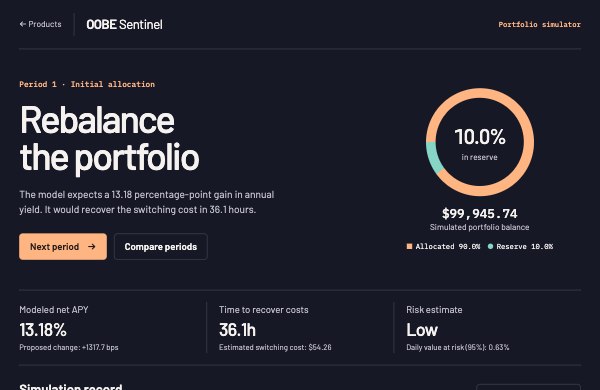 ← Products
OOBE Sentinel
Portfolio simulator
Period 1 · Initial allocation
Rebalance
the portfolio
The model expects a 13.18 percentage-point gain in annual
yield. It would recover the switching cost in 36.1 hours.
Next period →
Compare periods
10.0%
in reserve
$99,945.74
Simulated portfolio balance
Allocated 90.0%
Reserve 10.0%
Modeled net APY
13.18%
Proposed change: +1317.7 bps
Time to recover costs
36.1h
Estimated switching cost: $54.26
Risk estimate
Low
Daily value at risk (95%): 0.63%
Simulation record